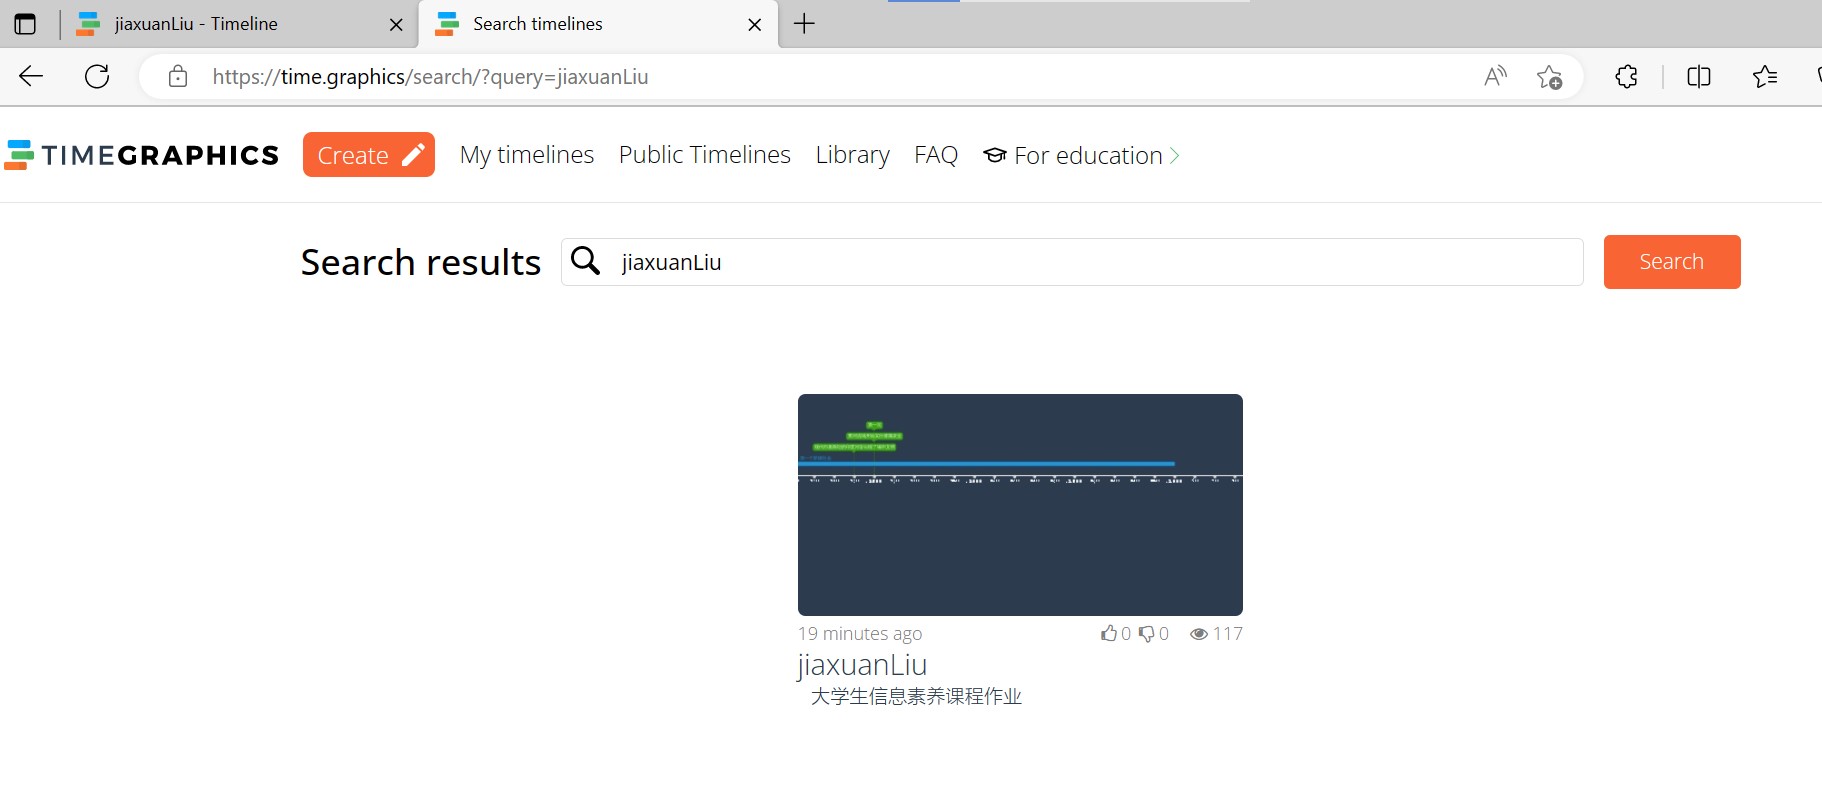 jiaxuanLiu - Timeline
Search timelines
https://time.graphics/search/?query=jiaxuanLiu
TIMEGRAPHICS
Create
My timelines
Public Timelines
Library
FAQ
For education
Search results
jiaxuanLiu
Search
19 minutes ago
0
0
117
jiaxuanLiu
大学生信息素养课程作业